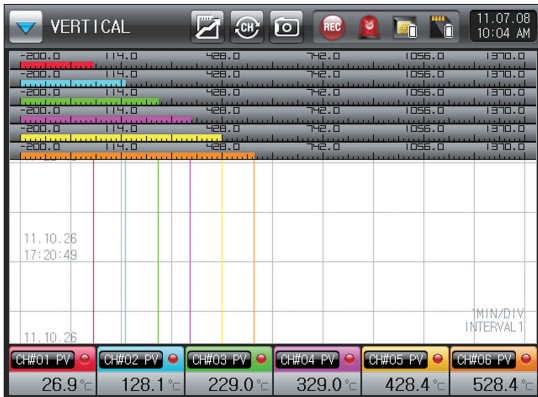 VERTICAL
CH
REC
11.07.08
10:04 AM
-200.0 114.0 428.0 742.0 1056.0 1370.0
-200.0 114.0 428.0 742.0 1056.0 1370.0
-200.0 114.0 428.0 742.0 1056.0 1370.0
-200.0 114.0 428.0 742.0 1056.0 1370.0
-200.0 114.0 428.0 742.0 1056.0 1370.0
-200.0 114.0 428.0 742.0 1056.0 1370.0
11.10.26
17:20:49
1MIN/DIV
INTERVAL1
11.10.26
CH#01 PV CH#02 PV CH#03 PV CH#04 PV CH#05 PV CH#06 PV
26.9℃ 128.1℃ 229.0℃ 329.0℃ 428.4℃ 528.4℃